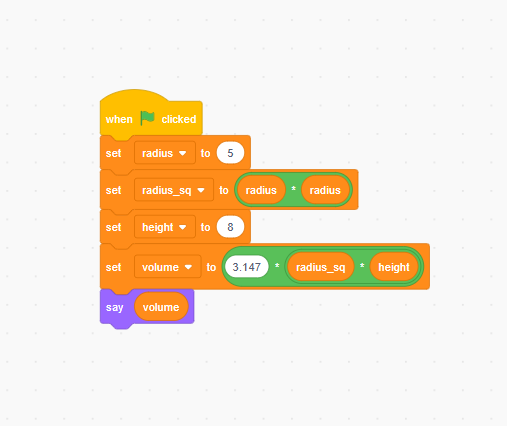 when clicked
set radius to 5
set radius_sq to radius * radius
set height to 8
set volume to 3.147 * radius_sq * height
say volume